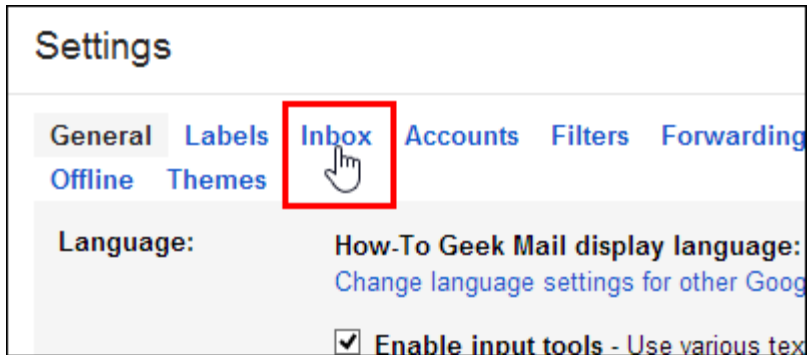 Settings
General Labels Inbox Accounts Filters Forwarding
Offline Themes
Language: How-To Geek Mail display language:
Change language settings for other Goog
Enable input tools - Use various tex